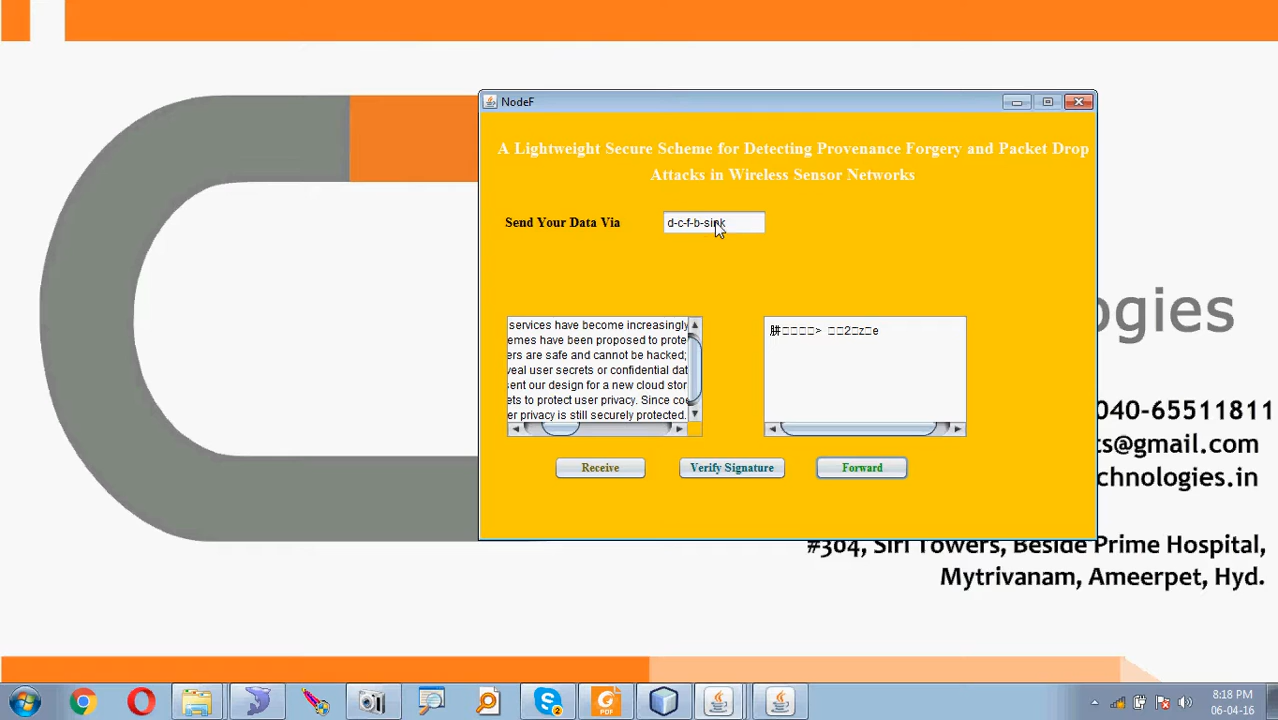 NodeF
A Lightweight Secure Scheme for Detecting Provenance Forgery and Packet Drop
Attacks in Wireless Sensor Networks
Send Your Data Via
d-c-f-b-sink
services have become increasingly
emes have been proposed to prote
ers are safe and cannot be hacked;
veal user secrets or confidential dat
sent our design for a new cloud stor
ets to protect user privacy. Since coe
er privacy is still securely protected.
Receive
Verify Signature
Forward
ogies
040-65511811
ts@gmail.com
chnologies.in
#304, Siri Towers, Beside Prime Hospital,
Mytrivanam, Ameerpet, Hyd.
2
PDF
8:18 PM
06-04-16